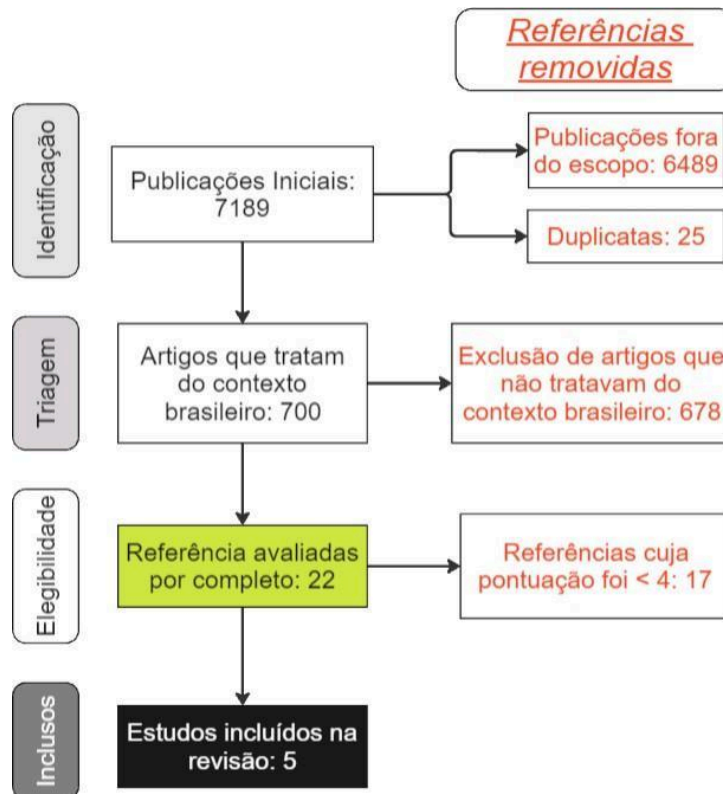 Referências
removidas
Identificação
Publicações Iniciais:
7189
Publicações fora
do escopo: 6489
Duplicatas: 25
Triagem
Artigos que tratam
do contexto
brasileiro: 700
Exclusão de artigos que
não tratavam do
contexto brasileiro: 678
Elegibilidade
Referência avaliadas
por completo: 22
Referências cuja
pontuação foi < 4: 17
Inclusos
Estudos incluídos na
revisão: 5